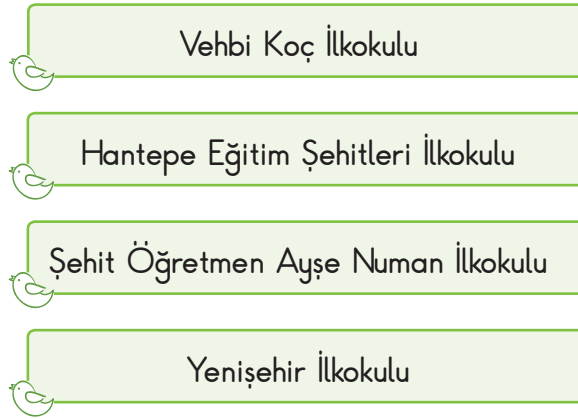 Vehbi Koç İlkokulu
Hantepe Eğitim Şehitleri İlkokulu
Şehit Öğretmen Ayşe Numan İlkokulu
Yenişehir İlkokulu